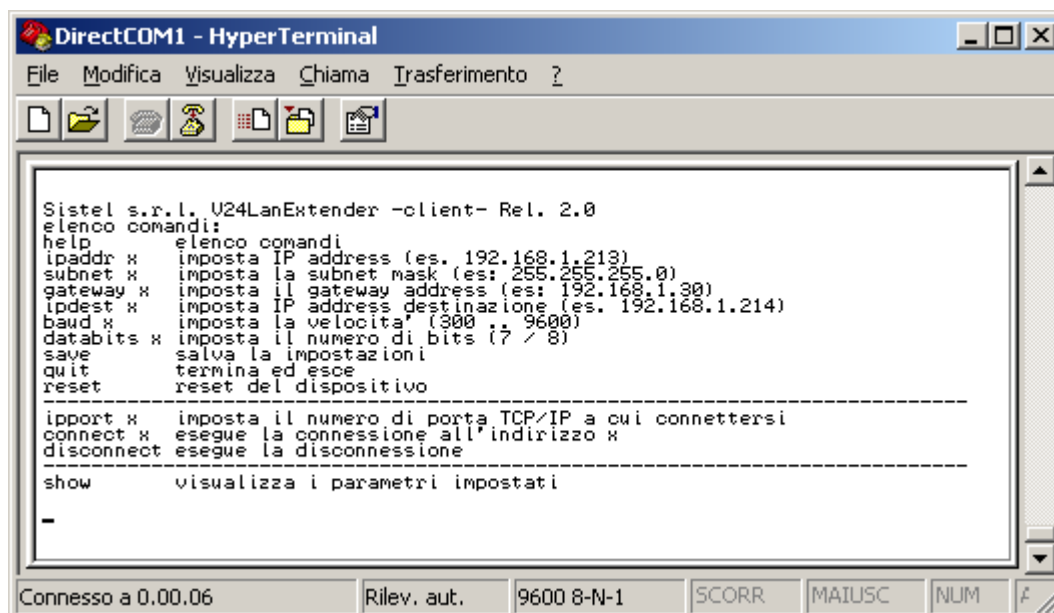 DirectCOM1 - HyperTerminal
File Modifica Visualizza Chiama Trasferimento ?
Sistel s.r.l. V24LanExtender -client- Rel. 2.0
elenco comandi:
help elenco comandi
ipaddr x imposta IP address (es. 192.168.1.213)
subnet x imposta la subnet mask (es: 255.255.255.0)
gateway x imposta il gateway address (es: 192.168.1.30)
ipdest x imposta IP address destinazione (es. 192.168.1.214)
baud x imposta la velocita' (300 .. 9600)
databits x imposta il numero di bits (7 / 8)
save salva la impostazioni
quit termina ed esce
reset reset del dispositivo
ipport x imposta il numero di porta TCP/IP a cui connettersi
connect x esegue la connessione all'indirizzo x
disconnect esegue la disconnessione
show visualizza i parametri impostati
Connesso a 0.00.06 Rilev. aut. 9600 8-N-1 SCORR MAIUSC NUM